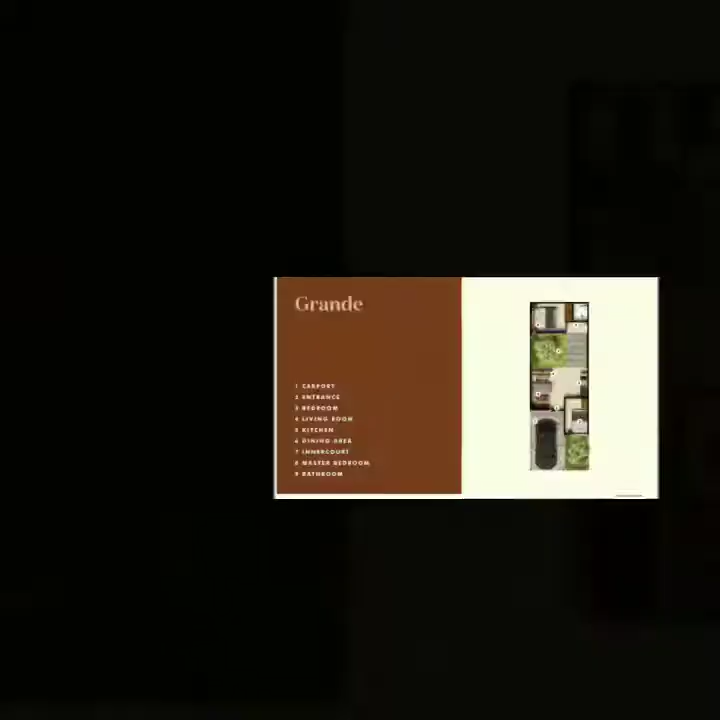 Grande
1 CARPORT
2 ENTRANCE
3 BEDROOM
4 LIVING ROOM
5 KITCHEN
6 DINING AREA
7 INNERCOURT
8 MASTER BEDROOM
9 BATHROOM